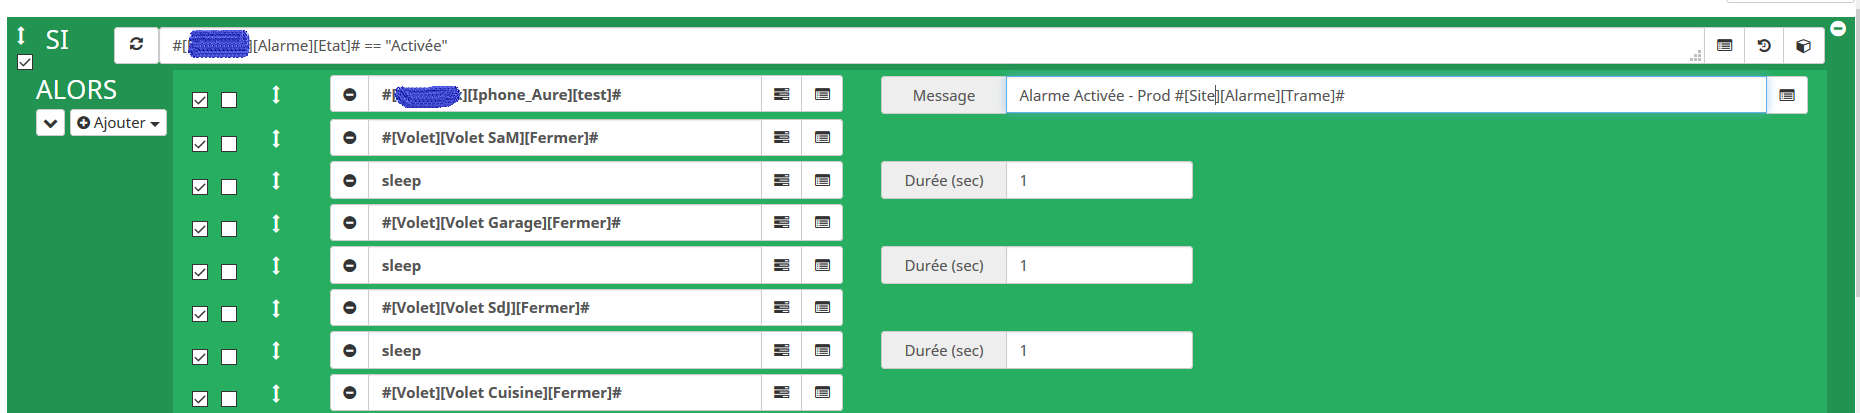 SI
#[ ][Alarme][Etat]# == "Activée"
ALORS
Ajouter
#[ ][Iphone_Aure][test]#
Message
Alarme Activée - Prod #[Site][Alarme][Trame]#
#[Volet][Volet SaM][Fermer]#
sleep
Durée (sec)
1
#[Volet][Volet Garage][Fermer]#
sleep
Durée (sec)
1
#[Volet][Volet SdJ][Fermer]#
sleep
Durée (sec)
1
#[Volet][Volet Cuisine][Fermer]#